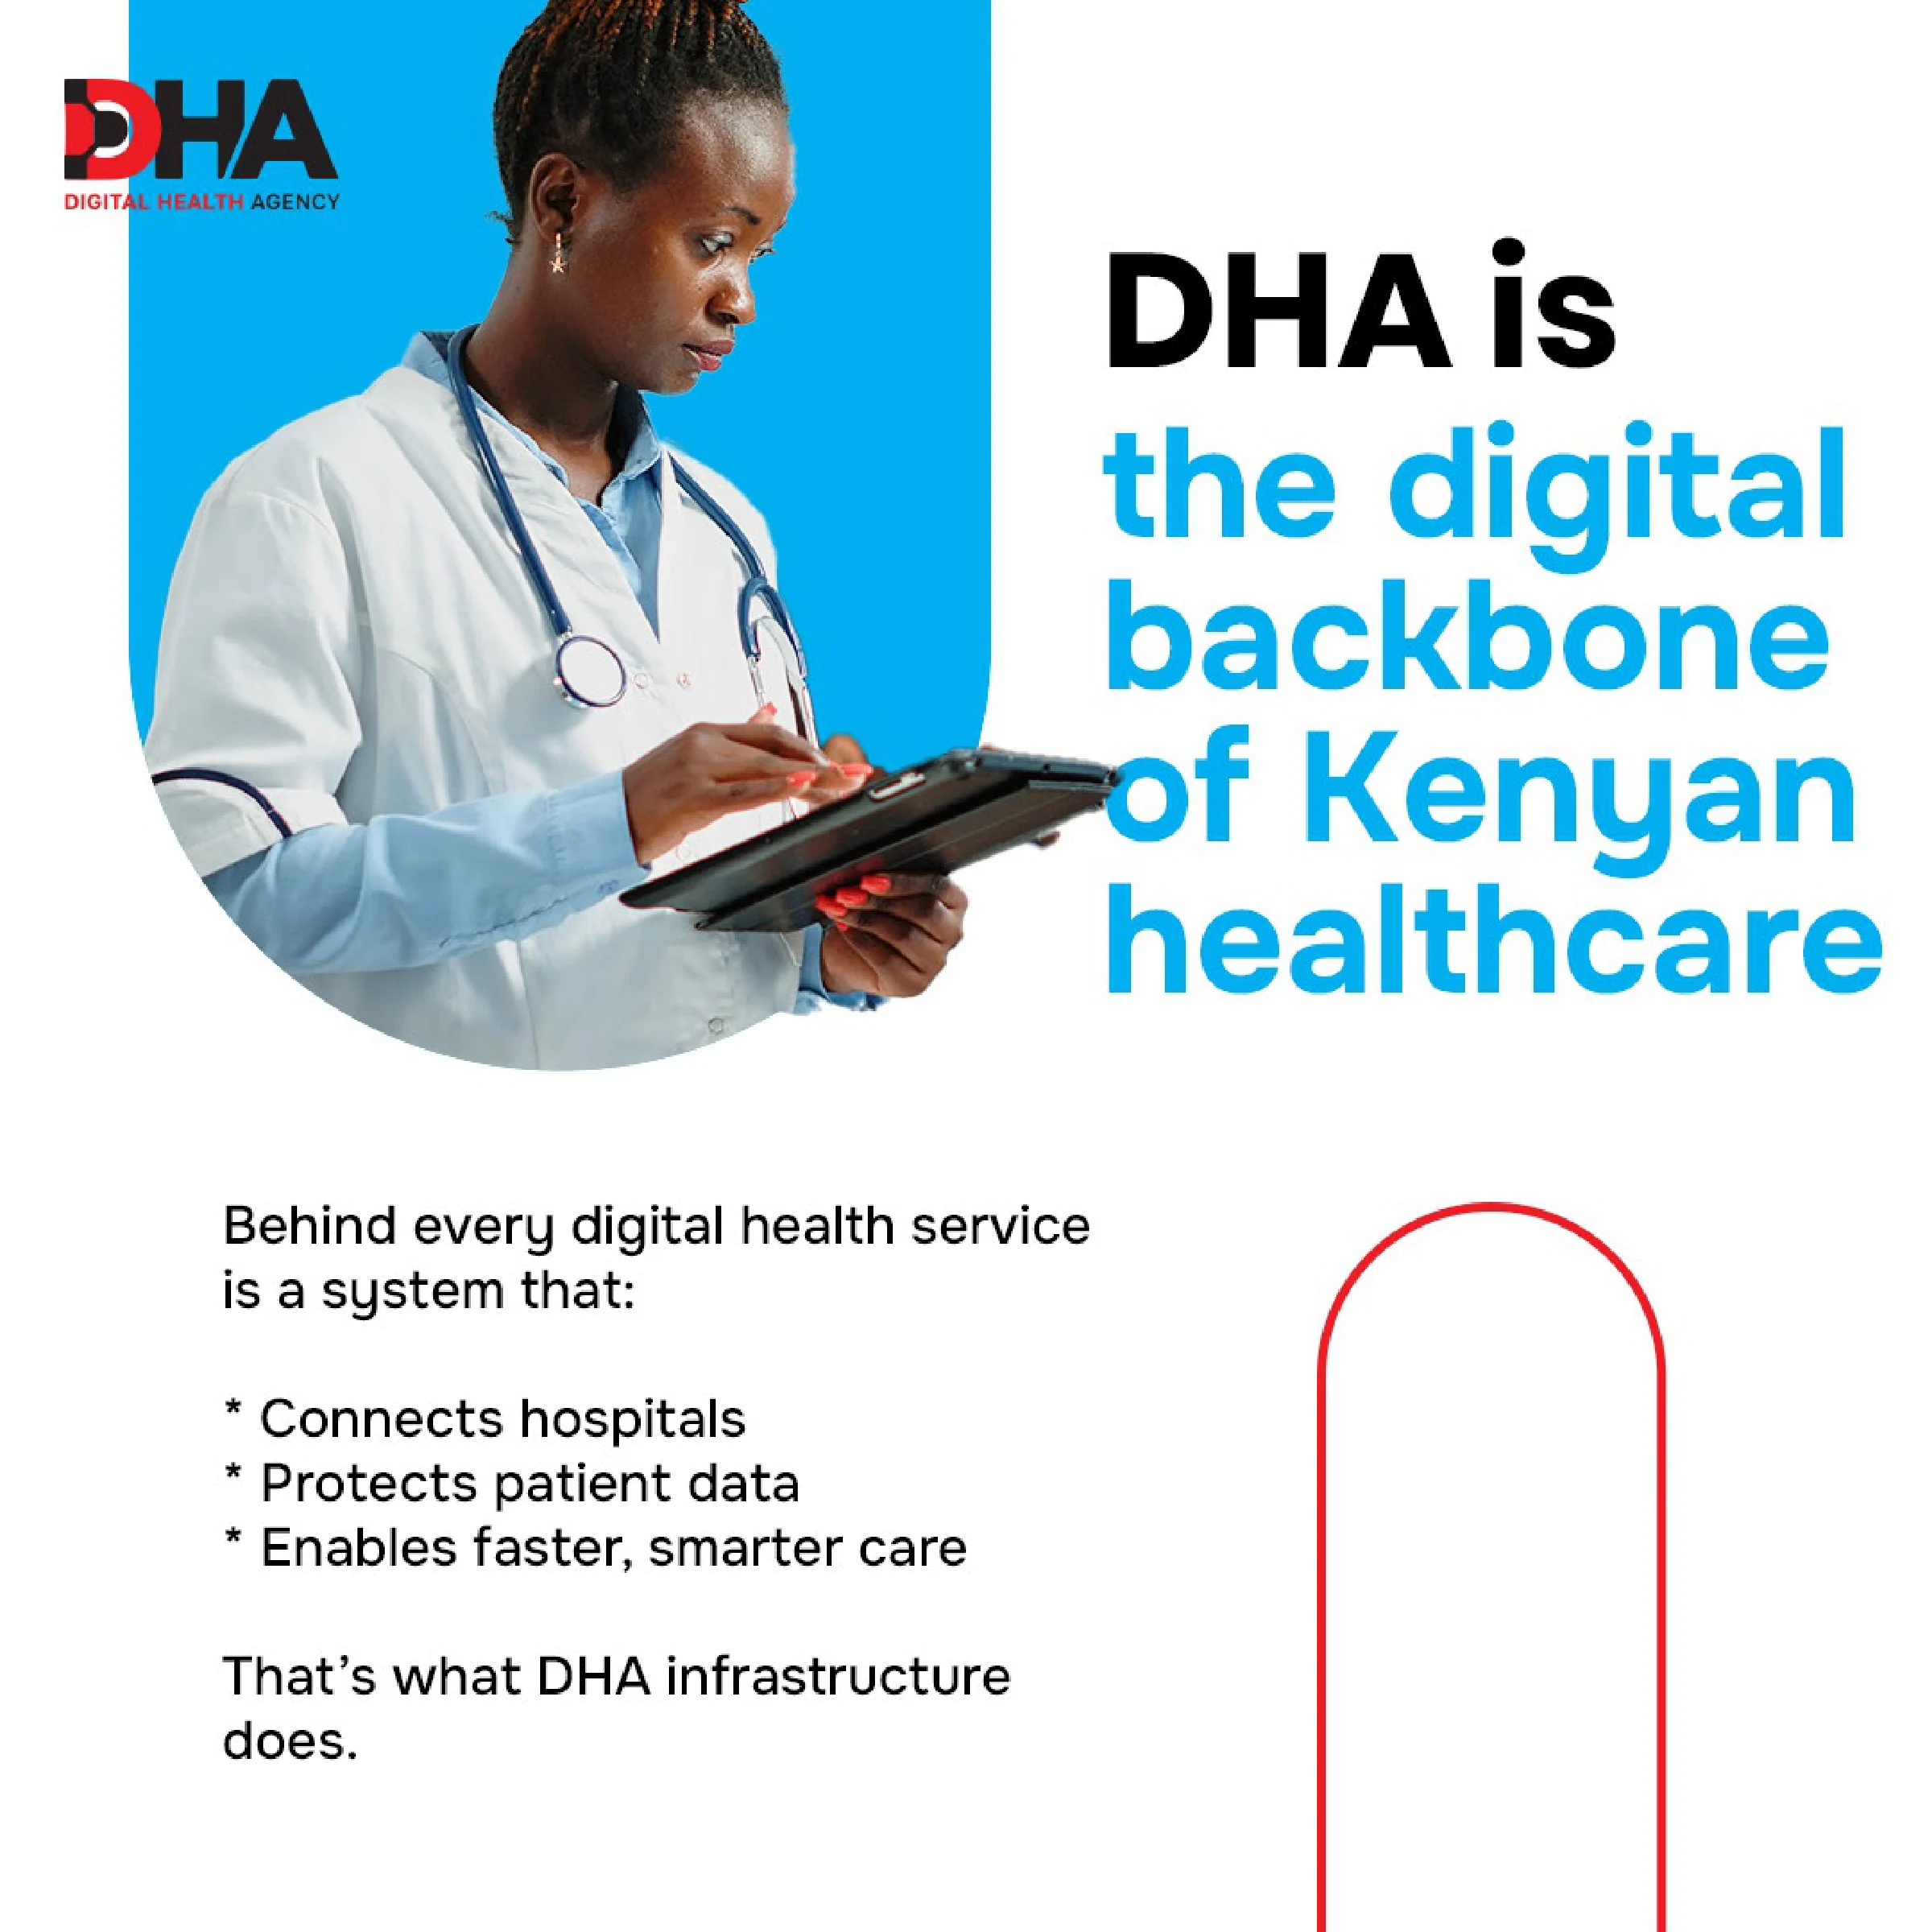 DHA
DIGITAL HEALTH AGENCY
DHA is
the digital
backbone
of Kenyan
healthcare
Behind every digital health service
is a system that:
* Connects hospitals
* Protects patient data
* Enables faster, smarter care
That’s what DHA infrastructure
does.